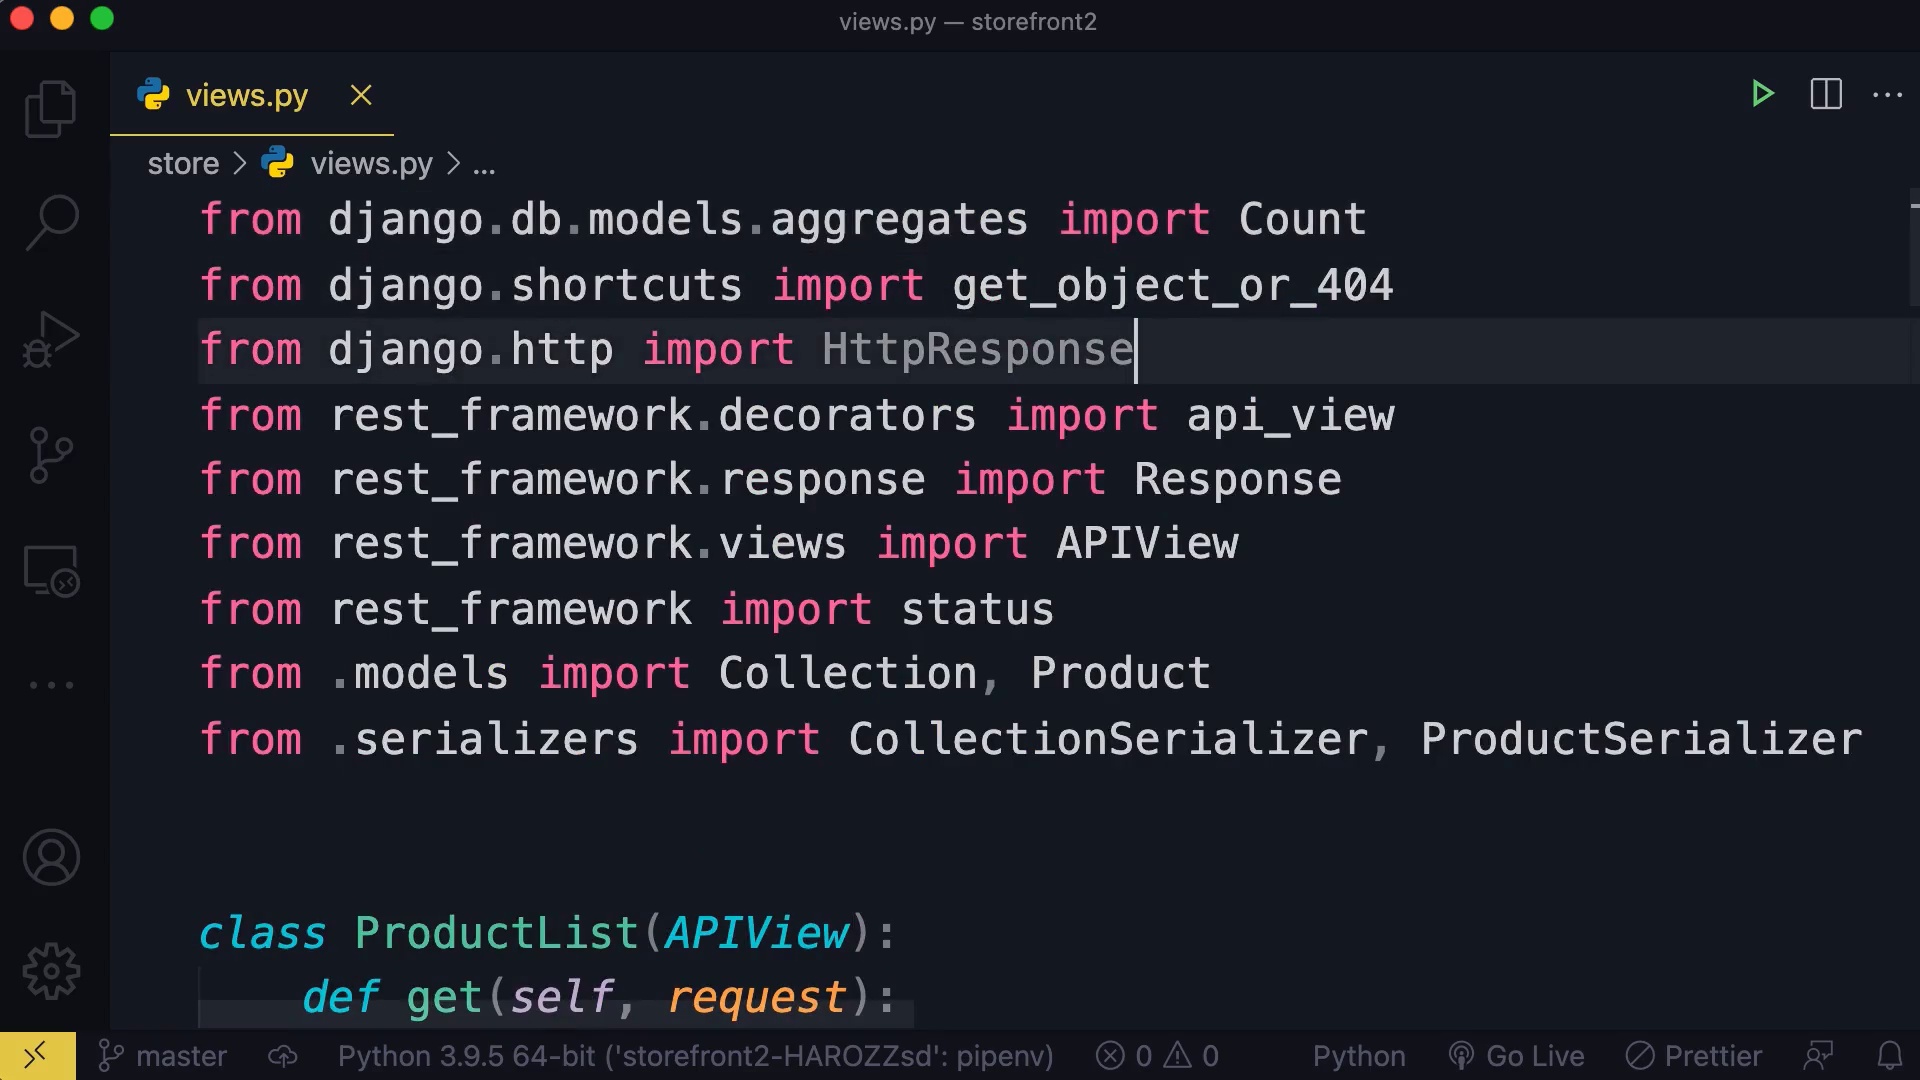 views.py — storefront2
views.py
store > views.py > ...
from django.db.models.aggregates import Count
from django.shortcuts import get_object_or_404
from django.http import HttpResponse
from rest_framework.decorators import api_view
from rest_framework.response import Response
from rest_framework.views import APIView
from rest_framework import status
from .models import Collection, Product
from .serializers import CollectionSerializer, ProductSerializer
class ProductList(APIView):
def get(self, request):
master Python 3.9.5 64-bit ('storefront2-HAROZZsd': pipenv) 0 0 Python Go Live Prettier